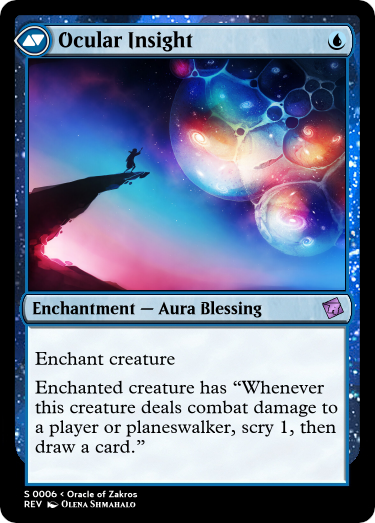 Ocular Insight
Enchantment — Aura Blessing
Enchant creature
Enchanted creature has “Whenever
this creature deals combat damage to
a player or planeswalker, scry 1, then
draw a card.”
S 0006 < Oracle of Zakros
REV Olena Shmahalo